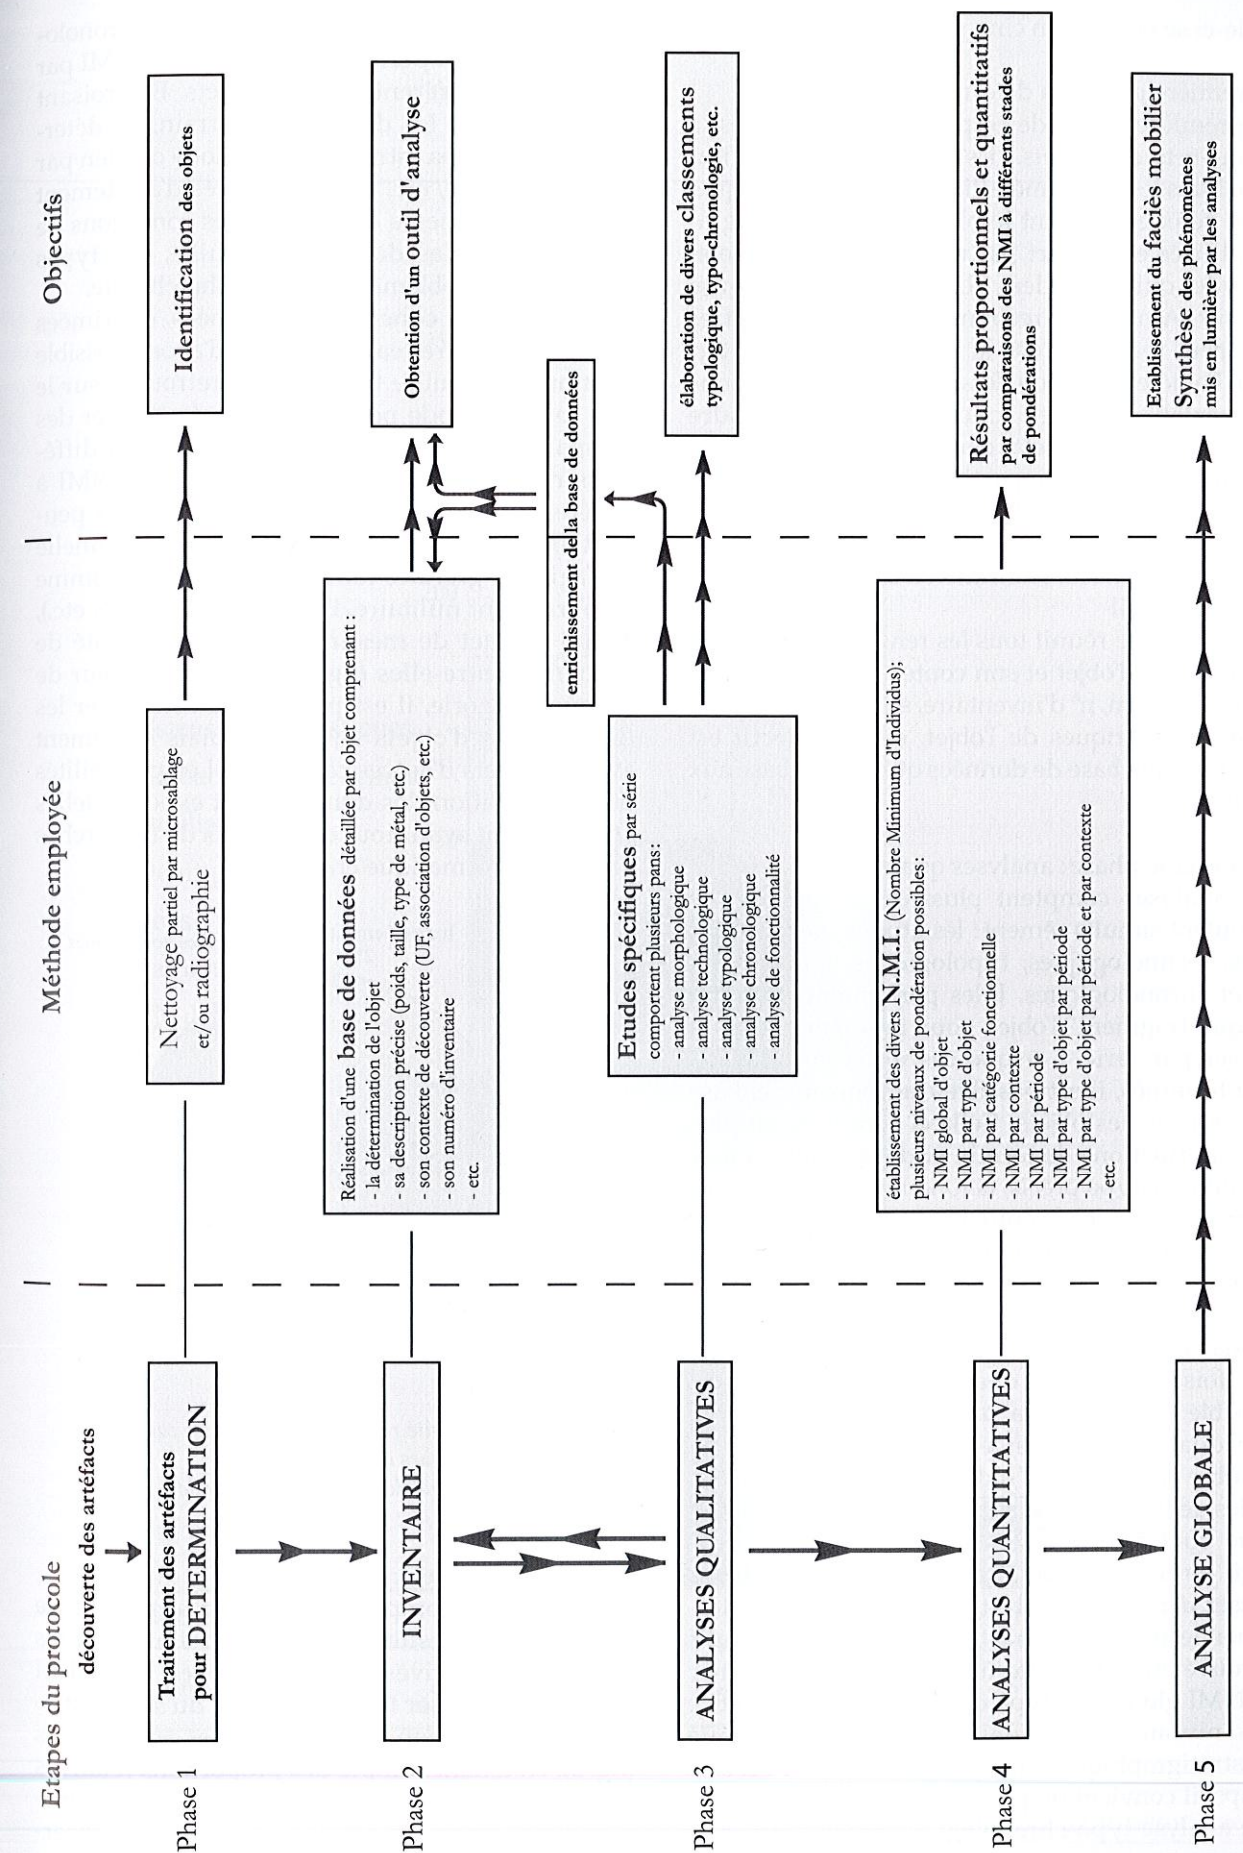 Etapes du protocole
Méthode employée
Objectifs
découverte des artéfacts
Phase 1
Traitement des artéfacts
pour DETERMINATION
Nettoyage partiel par microsablage
et/ou radiographie
Identification des objets
Phase 2
INVENTAIRE
Réalisation d'une base de données détaillée par objet comprenant :
- la détermination de l'objet
- sa description précise (poids, taille, type de métal, etc.)
- son contexte de découverte (UF, association d'objets, etc.)
- son numéro d'inventaire
- etc.
Obtention d'un outil d'analyse
enrichissement de la base de données
Phase 3
ANALYSES QUALITATIVES
Etudes spécifiques par série
comportent plusieurs pans:
- analyse morphologique
- analyse technologique
- analyse typologique
- analyse chronologique
- analyse de fonctionnalité
élaboration de divers classements
typologique, typo-chronologie, etc.
Phase 4
ANALYSES QUANTITATIVES
établissement des divers N.M.I (Nombre Minimum d'Individus);
plusieurs niveaux de pondération possibles:
- NMI global d'objet
- NMI par type d'objet
- NMI par catégorie fonctionnelle
- NMI par contexte
- NMI par période
- NMI par type d'objet par période
- NMI par type d'objet par période et par contexte
- etc.
Résultats proportionnels et quantitatifs
par comparaisons des NMI à différents stades
de pondérations
Phase 5
ANALYSE GLOBALE
Etablissement du faciès mobilier
Synthèse des phénomènes
mis en lumière par les analyses